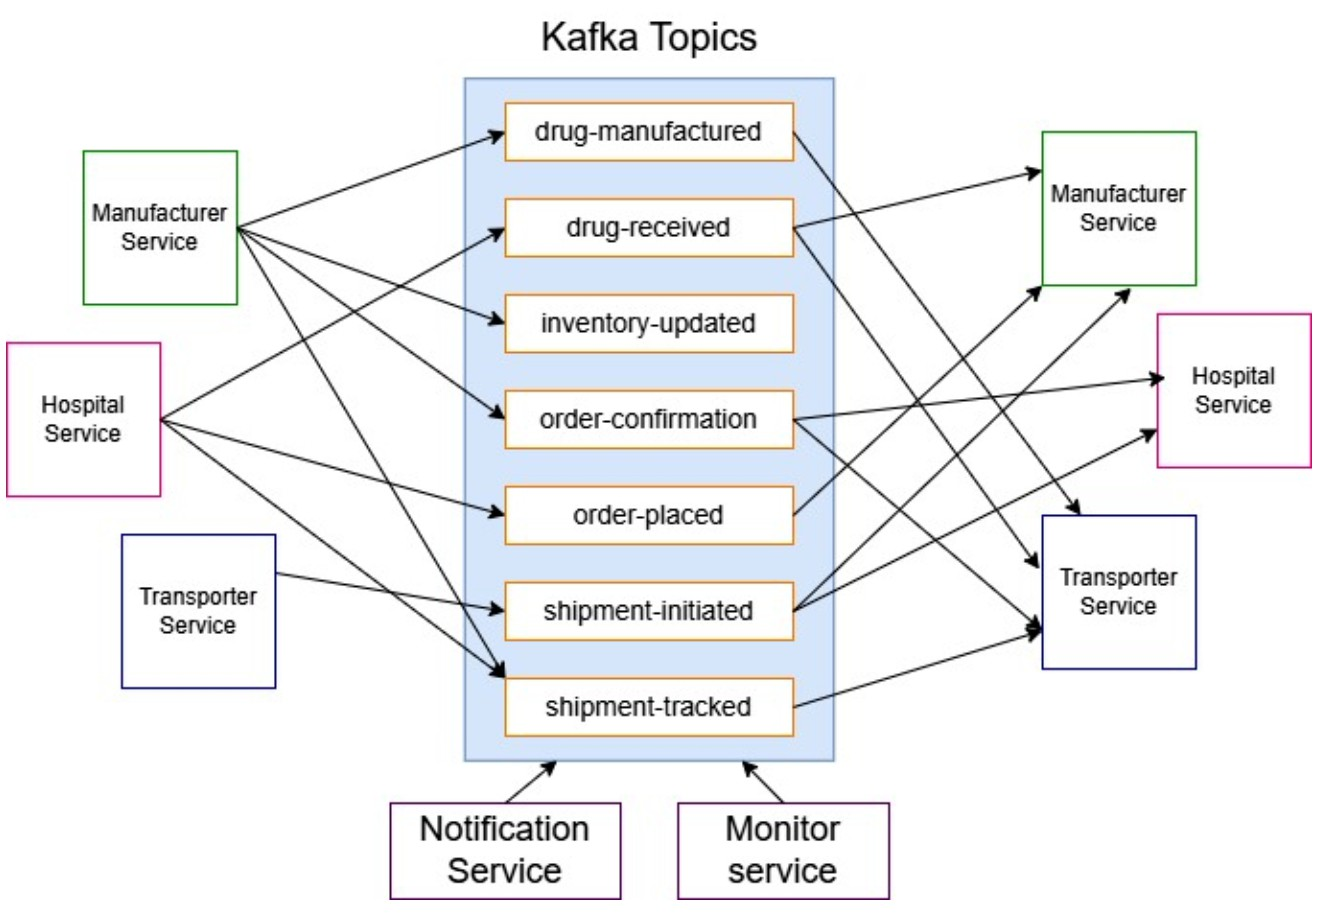 Kafka Topics
Manufacturer
Service
Hospital
Service
Transporter
Service
drug-manufactured
drug-received
inventory-updated
order-confirmation
order-placed
shipment-initiated
shipment-tracked
Manufacturer
Service
Hospital
Service
Transporter
Service
Notification
Service
Monitor
service